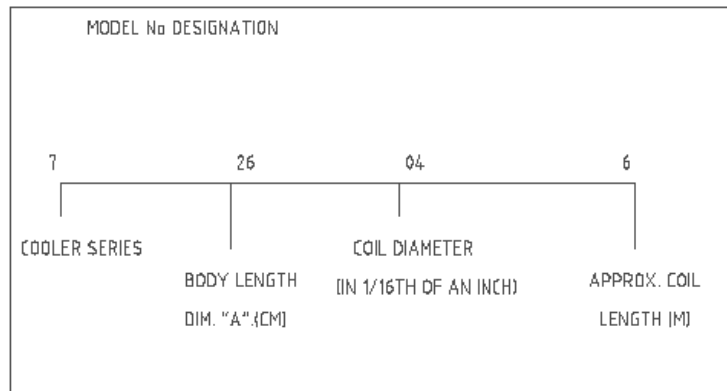 MODEL No DESIGNATION
7 26 04 6
COOLER SERIES
COIL DIAMETER
(IN 1/16TH OF AN INCH)
BODY LENGTH
DIM. "A".(CM)
APPROX. COIL
LENGTH (M)